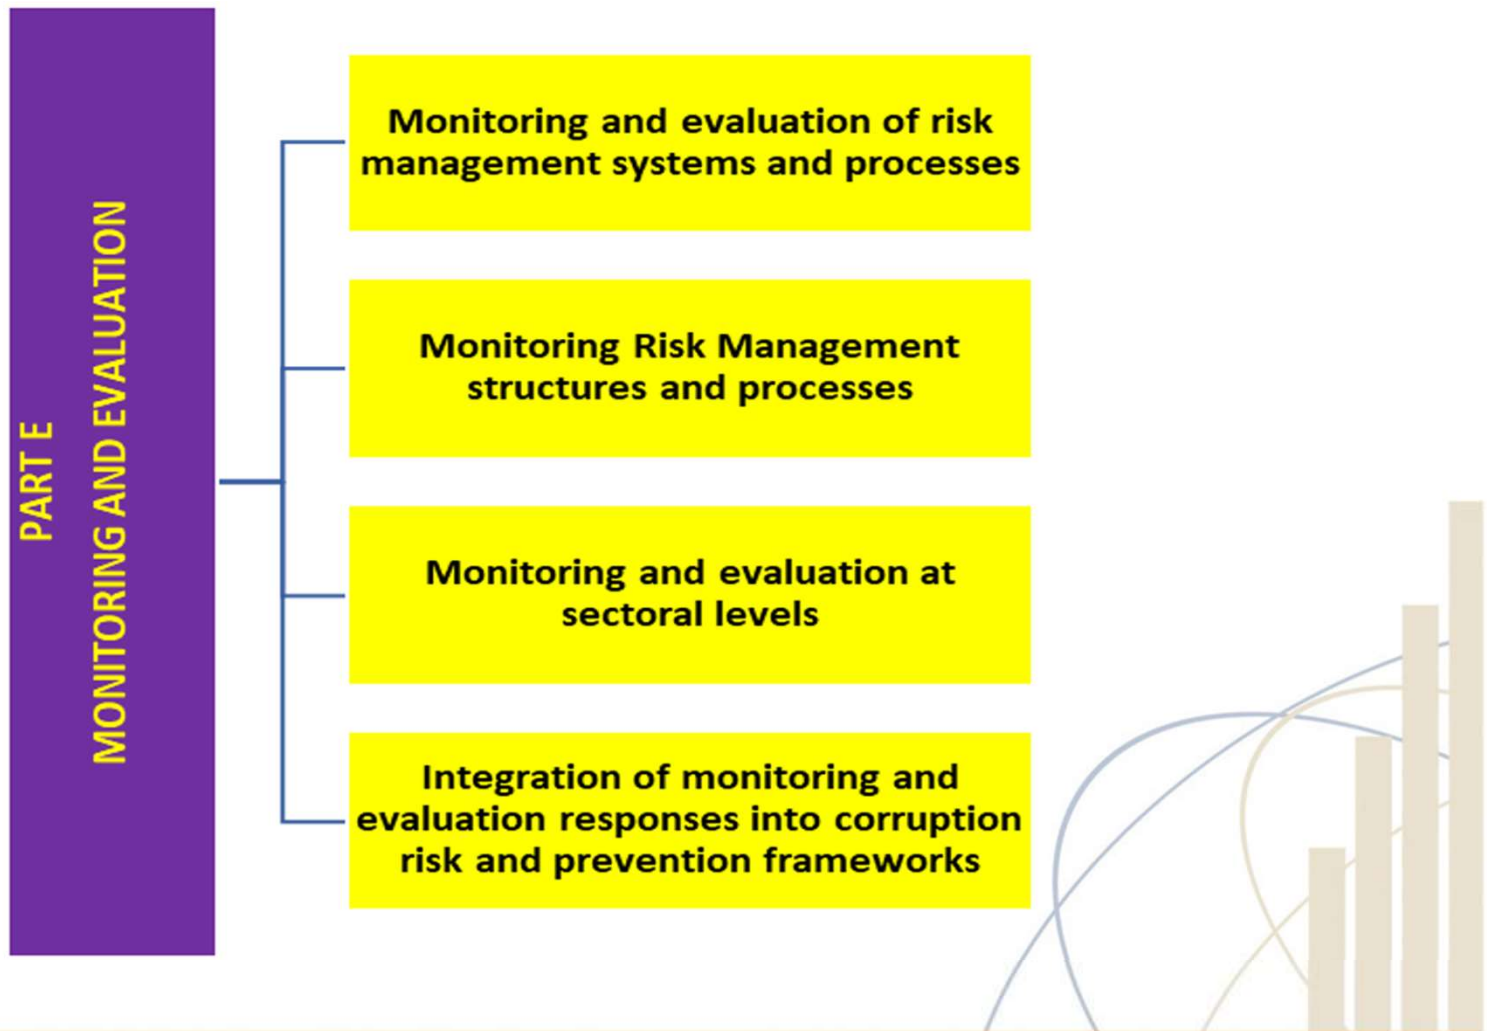 PART E
MONITORING AND EVALUATION
Monitoring and evaluation of risk
management systems and processes
Monitoring Risk Management
structures and processes
Monitoring and evaluation at
sectoral levels
Integration of monitoring and
evaluation responses into corruption
risk and prevention frameworks